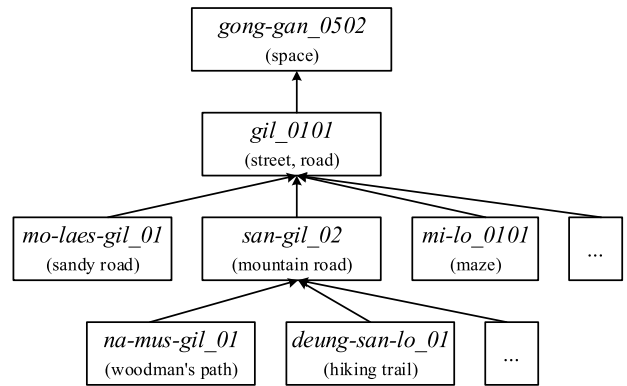 gong-gan_0502
(space)
gil_0101
(street, road)
mo-laes-gil_01
(sandy road)
san-gil_02
(mountain road)
mi-lo_0101
(maze)
...
na-mus-gil_01
(woodman's path)
deung-san-lo_01
(hiking trail)
...